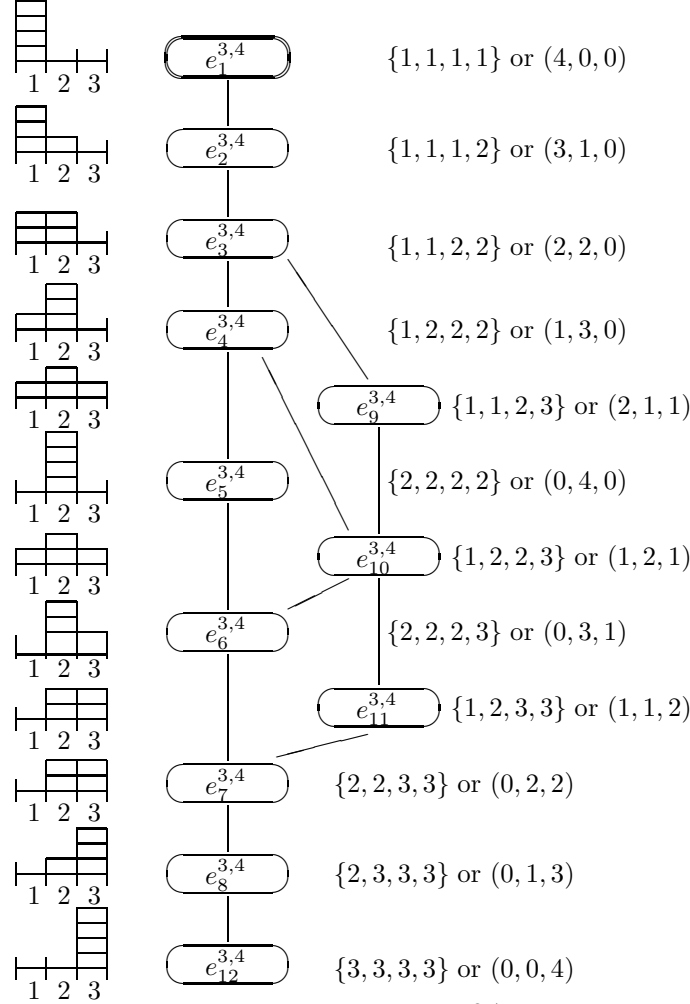 e_1^{3,4} {1, 1, 1, 1} or (4, 0, 0)
1 2 3
e_2^{3,4} {1, 1, 1, 2} or (3, 1, 0)
1 2 3
e_3^{3,4} {1, 1, 2, 2} or (2, 2, 0)
1 2 3
e_4^{3,4} {1, 2, 2, 2} or (1, 3, 0)
1 2 3
e_9^{3,4} {1, 1, 2, 3} or (2, 1, 1)
1 2 3
e_5^{3,4} {2, 2, 2, 2} or (0, 4, 0)
1 2 3
e_{10}^{3,4} {1, 2, 2, 3} or (1, 2, 1)
1 2 3
e_6^{3,4} {2, 2, 2, 3} or (0, 3, 1)
1 2 3
e_{11}^{3,4} {1, 2, 3, 3} or (1, 1, 2)
1 2 3
e_7^{3,4} {2, 2, 3, 3} or (0, 2, 2)
1 2 3
e_8^{3,4} {2, 3, 3, 3} or (0, 1, 3)
1 2 3
e_{12}^{3,4} {3, 3, 3, 3} or (0, 0, 4)
1 2 3